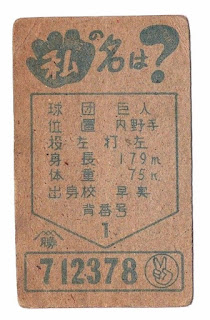 私の名は?
球団 巨人
位置 内野手
投 左 打 左
身長 179m
体重 75K
出身校 早実
背番号
1
勝
712378